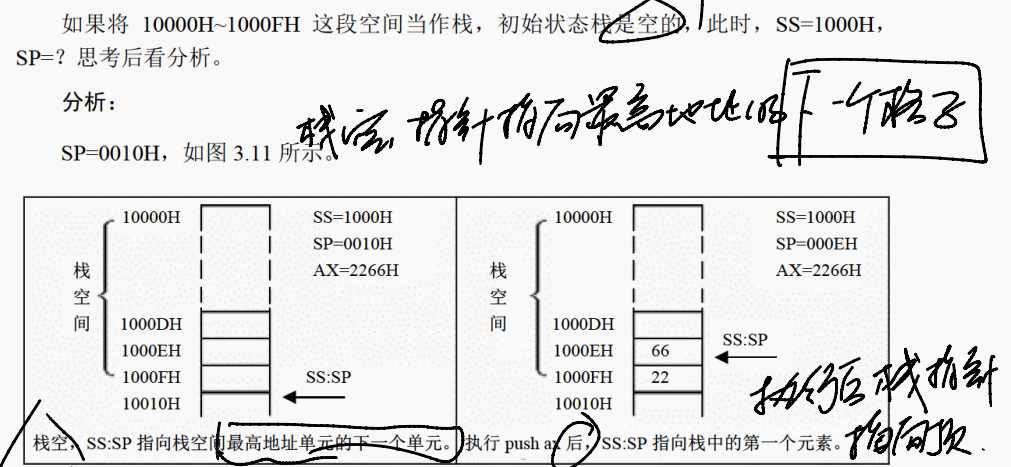 如果将 10000H~1000FH 这段空间当作栈，初始状态栈是空的，此时，SS=1000H，
SP=？思考后看分析。
分析：
栈空，指针指向最高地址的下一个格子
SP=0010H，如图 3.11 所示。
10000H
SS=1000H
SP=0010H
AX=2266H
栈空间
1000DH
1000EH
1000FH
SS:SP
10010H
栈空，SS:SP 指向栈空间最高地址单元的下一个单元。
10000H
SS=1000H
SP=000EH
AX=2266H
栈空间
1000DH
1000EH 66
SS:SP
1000FH 22
10010H
执行 push ax 后，SS:SP 指向栈中的第一个元素。
执行后栈指针
指向顶.